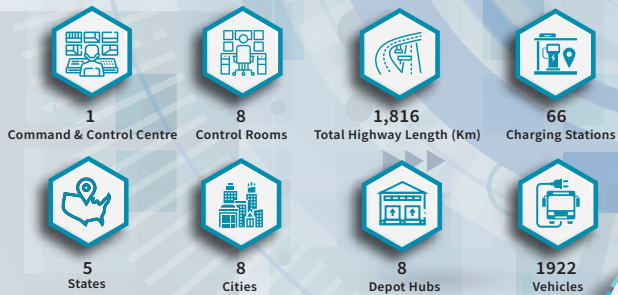 1
Command & Control Centre
8
Control Rooms
1,816
Total Highway Length (Km)
66
Charging Stations
5
States
8
Cities
8
Depot Hubs
1922
Vehicles